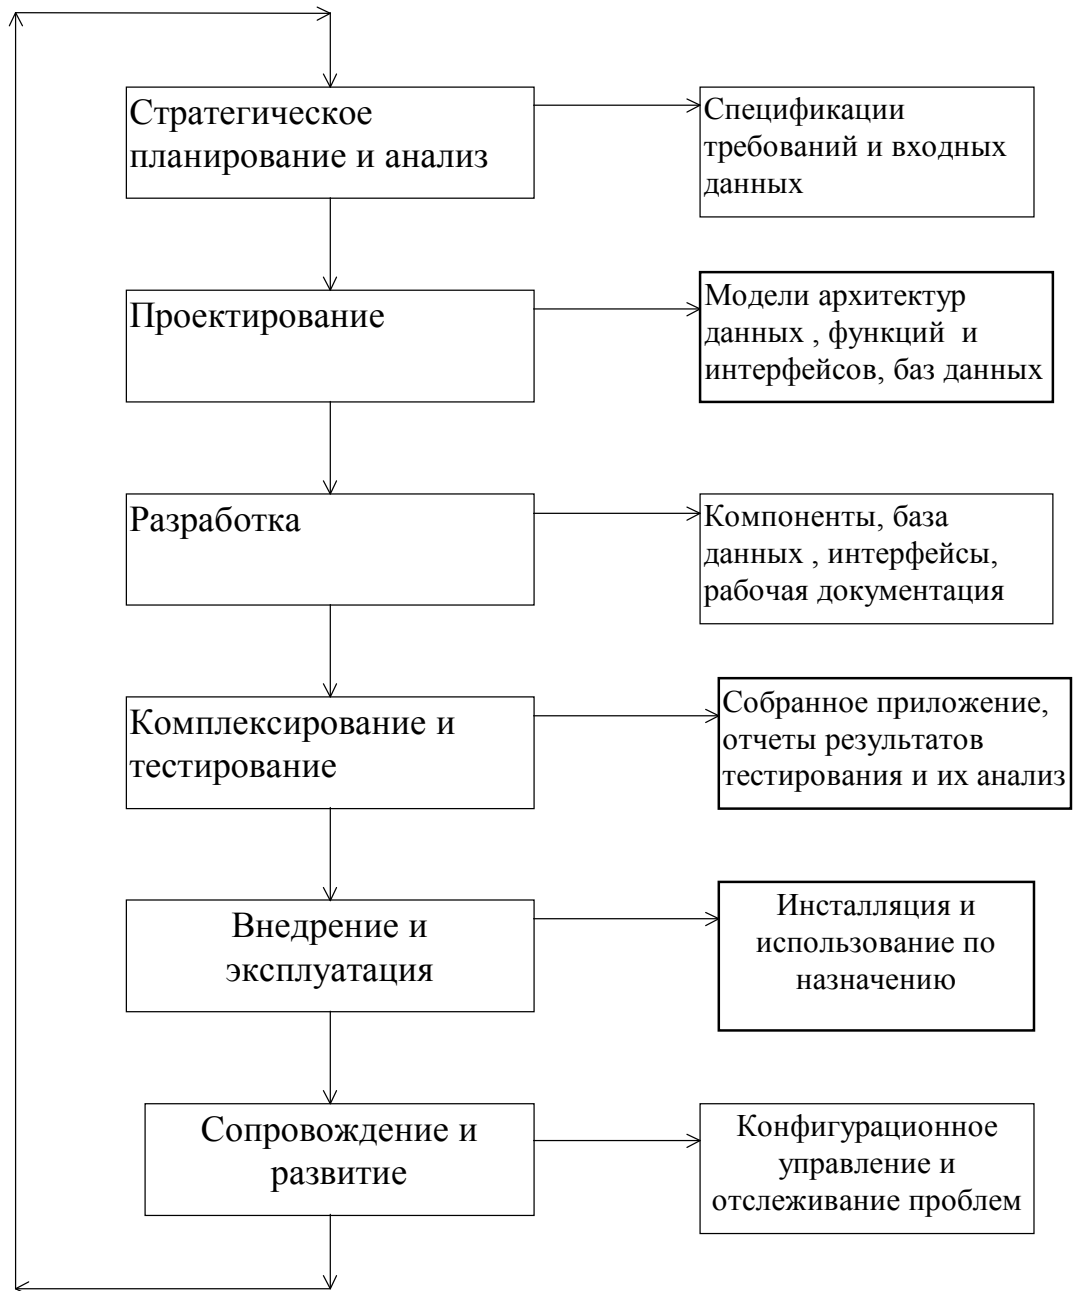 Стратегическое
планирование и анализ
Спецификации
требований и входных
данных
Проектирование
Модели архитектур
данных , функций и
интерфейсов, баз данных
Разработка
Компоненты, база
данных , интерфейсы,
рабочая документация
Комплексирование и
тестирование
Собранное приложение,
отчеты результатов
тестирования и их анализ
Внедрение и
эксплуатация
Инсталляция и
использование по
назначению
Сопровождение и
развитие
Конфигурационное
управление и
отслеживание проблем